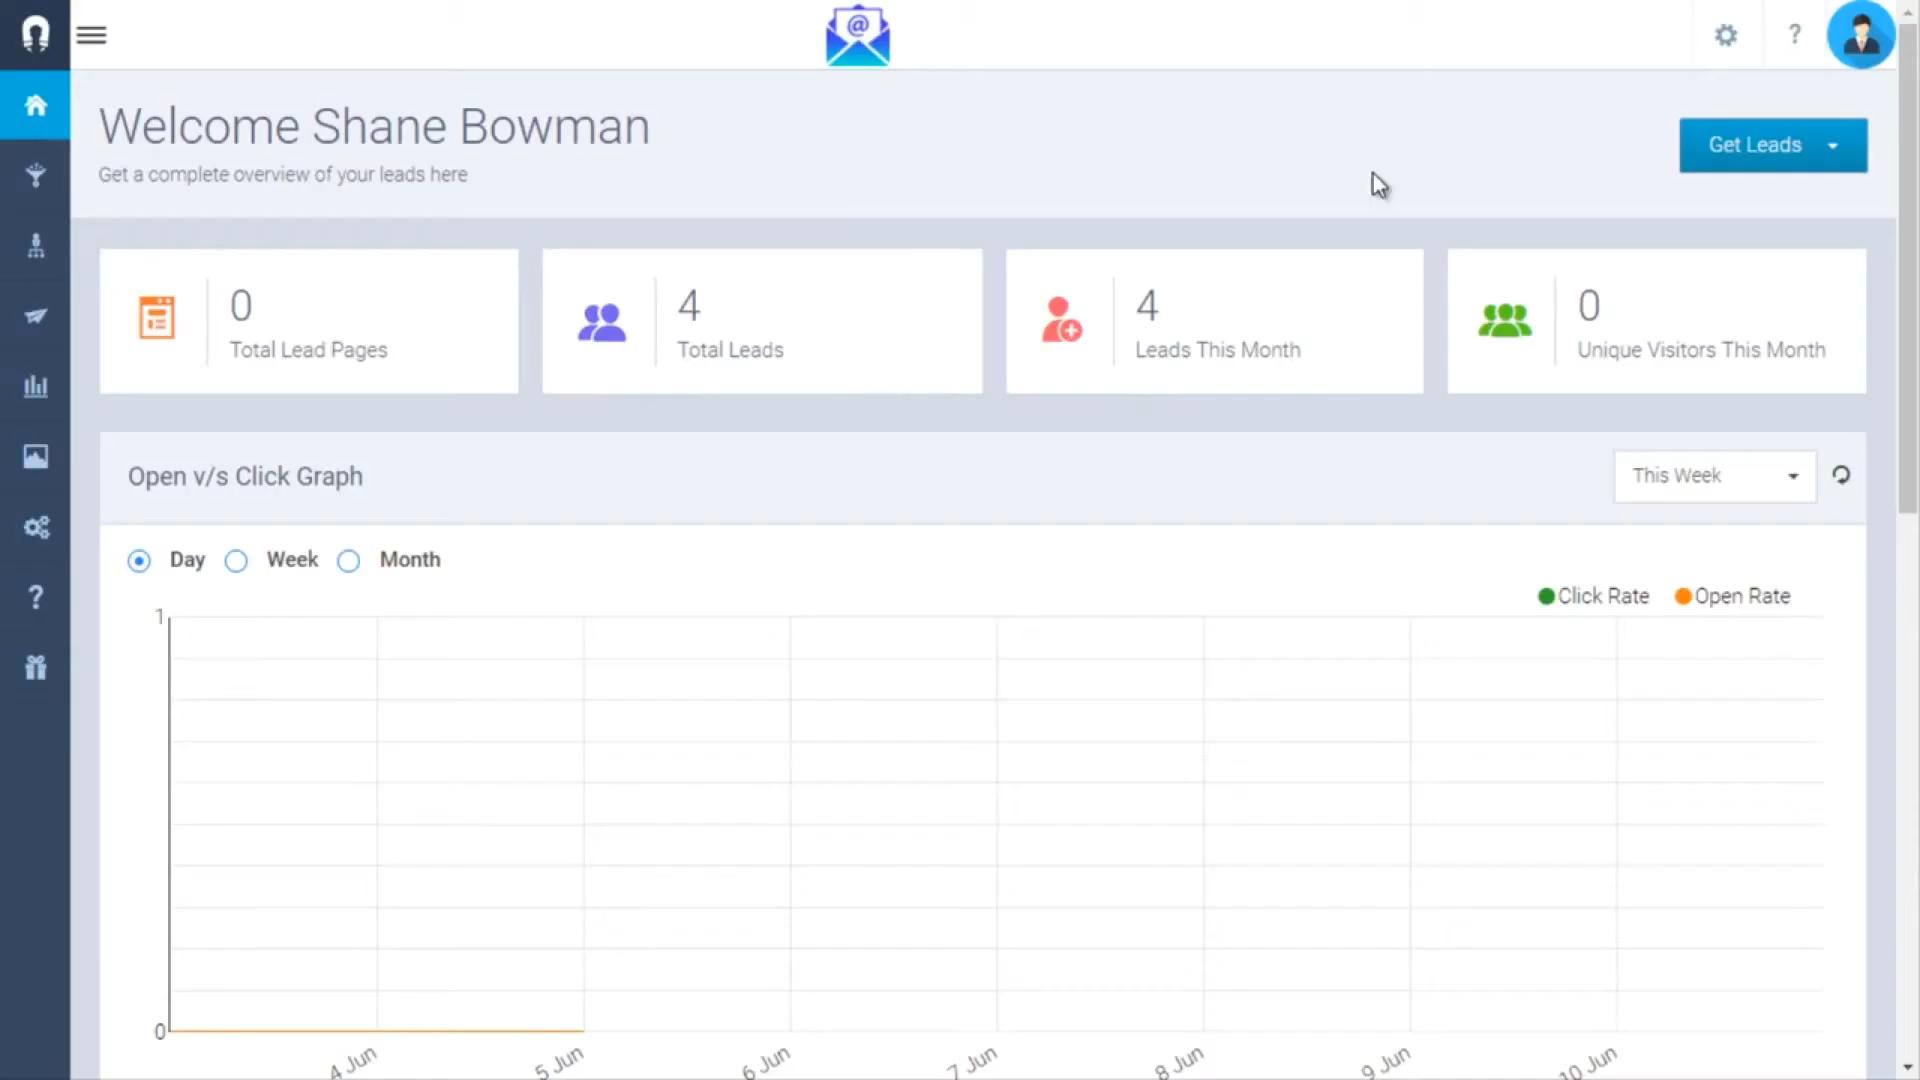 @
?
Welcome Shane Bowman
Get a complete overview of your leads here
Get Leads
0
Total Lead Pages
4
Total Leads
4
Leads This Month
0
Unique Visitors This Month
Open v/s Click Graph
This Week
Day Week Month
?
Click Rate Open Rate
1
0
4 Jun 5 Jun 6 Jun 7 Jun 8 Jun 9 Jun 10 Jun